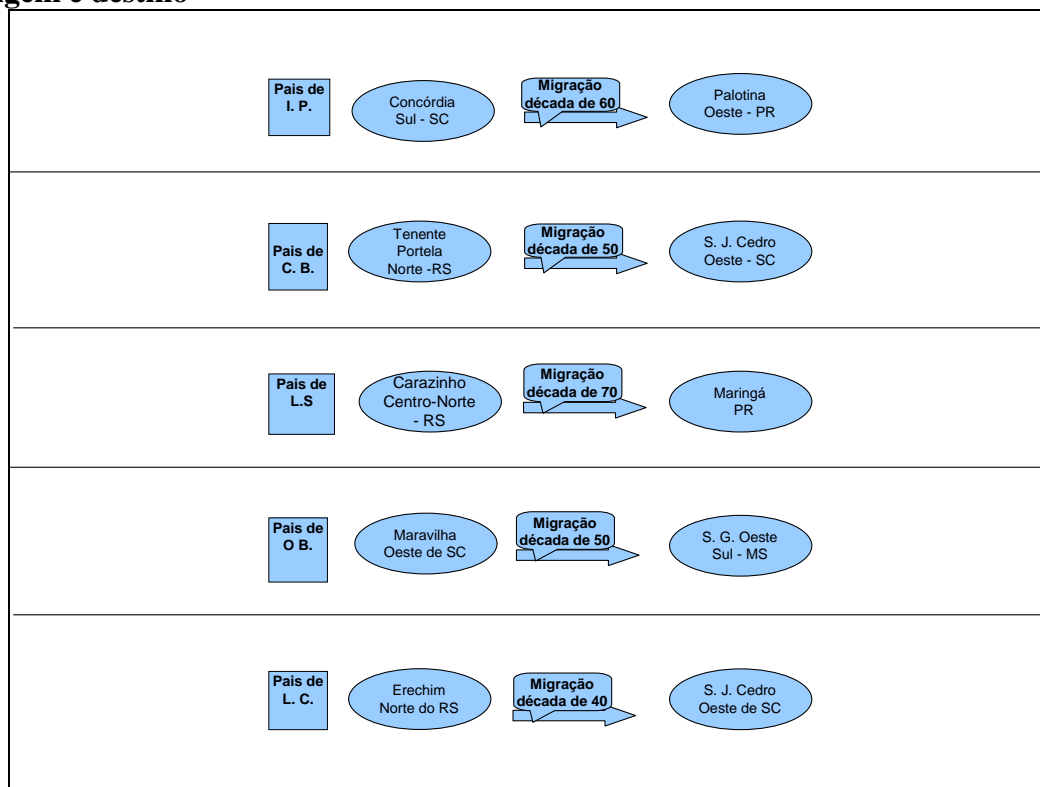 e destino
Pais de
I. P.
Concórdia
Sul - SC
Migração
década de 60
Palotina
Oeste - PR
Pais de
C. B.
Tenente
Portela
Norte -RS
Migração
década de 50
S. J. Cedro
Oeste - SC
Pais de
L.S
Carazinho
Centro-Norte
- RS
Migração
década de 70
Maringá
PR
Pais de
O B.
Maravilha
Oeste de SC
Migração
década de 50
S. G. Oeste
Sul - MS
Pais de
L. C.
Erechim
Norte do RS
Migração
década de 40
S. J. Cedro
Oeste de SC